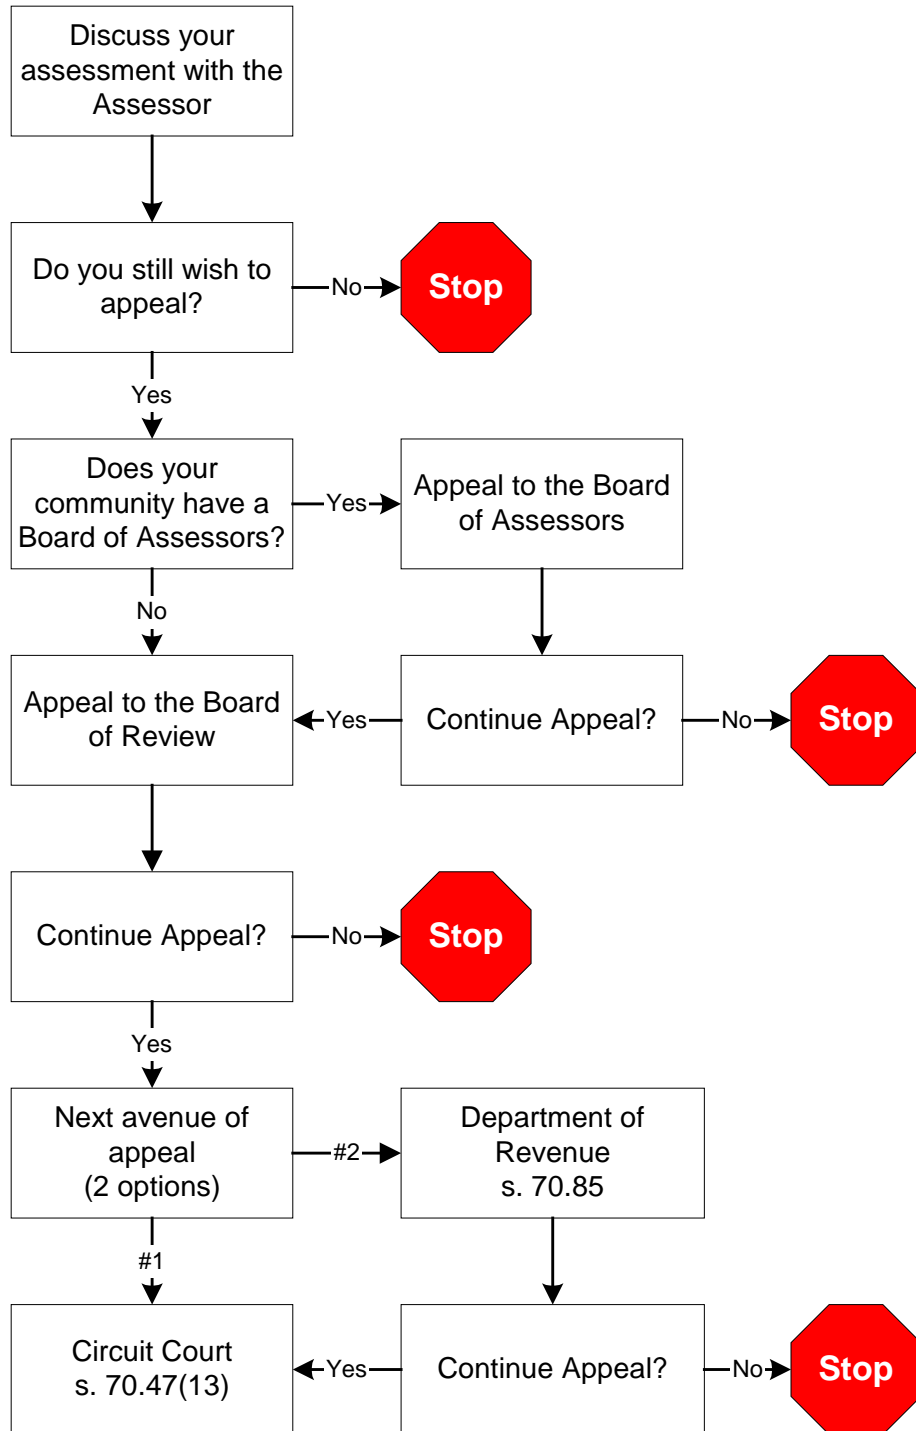 Discuss your
assessment with the
Assessor
Do you still wish to
appeal?
No
Stop
Yes
Does your
community have a
Board of Assessors?
Yes
Appeal to the Board
of Assessors
No
Appeal to the Board
of Review
Yes
Continue Appeal?
No
Stop
Continue Appeal?
No
Stop
Yes
Next avenue of
appeal
(2 options)
#2
Department of
Revenue
s. 70.85
#1
Circuit Court
s. 70.47(13)
Yes
Continue Appeal?
No
Stop